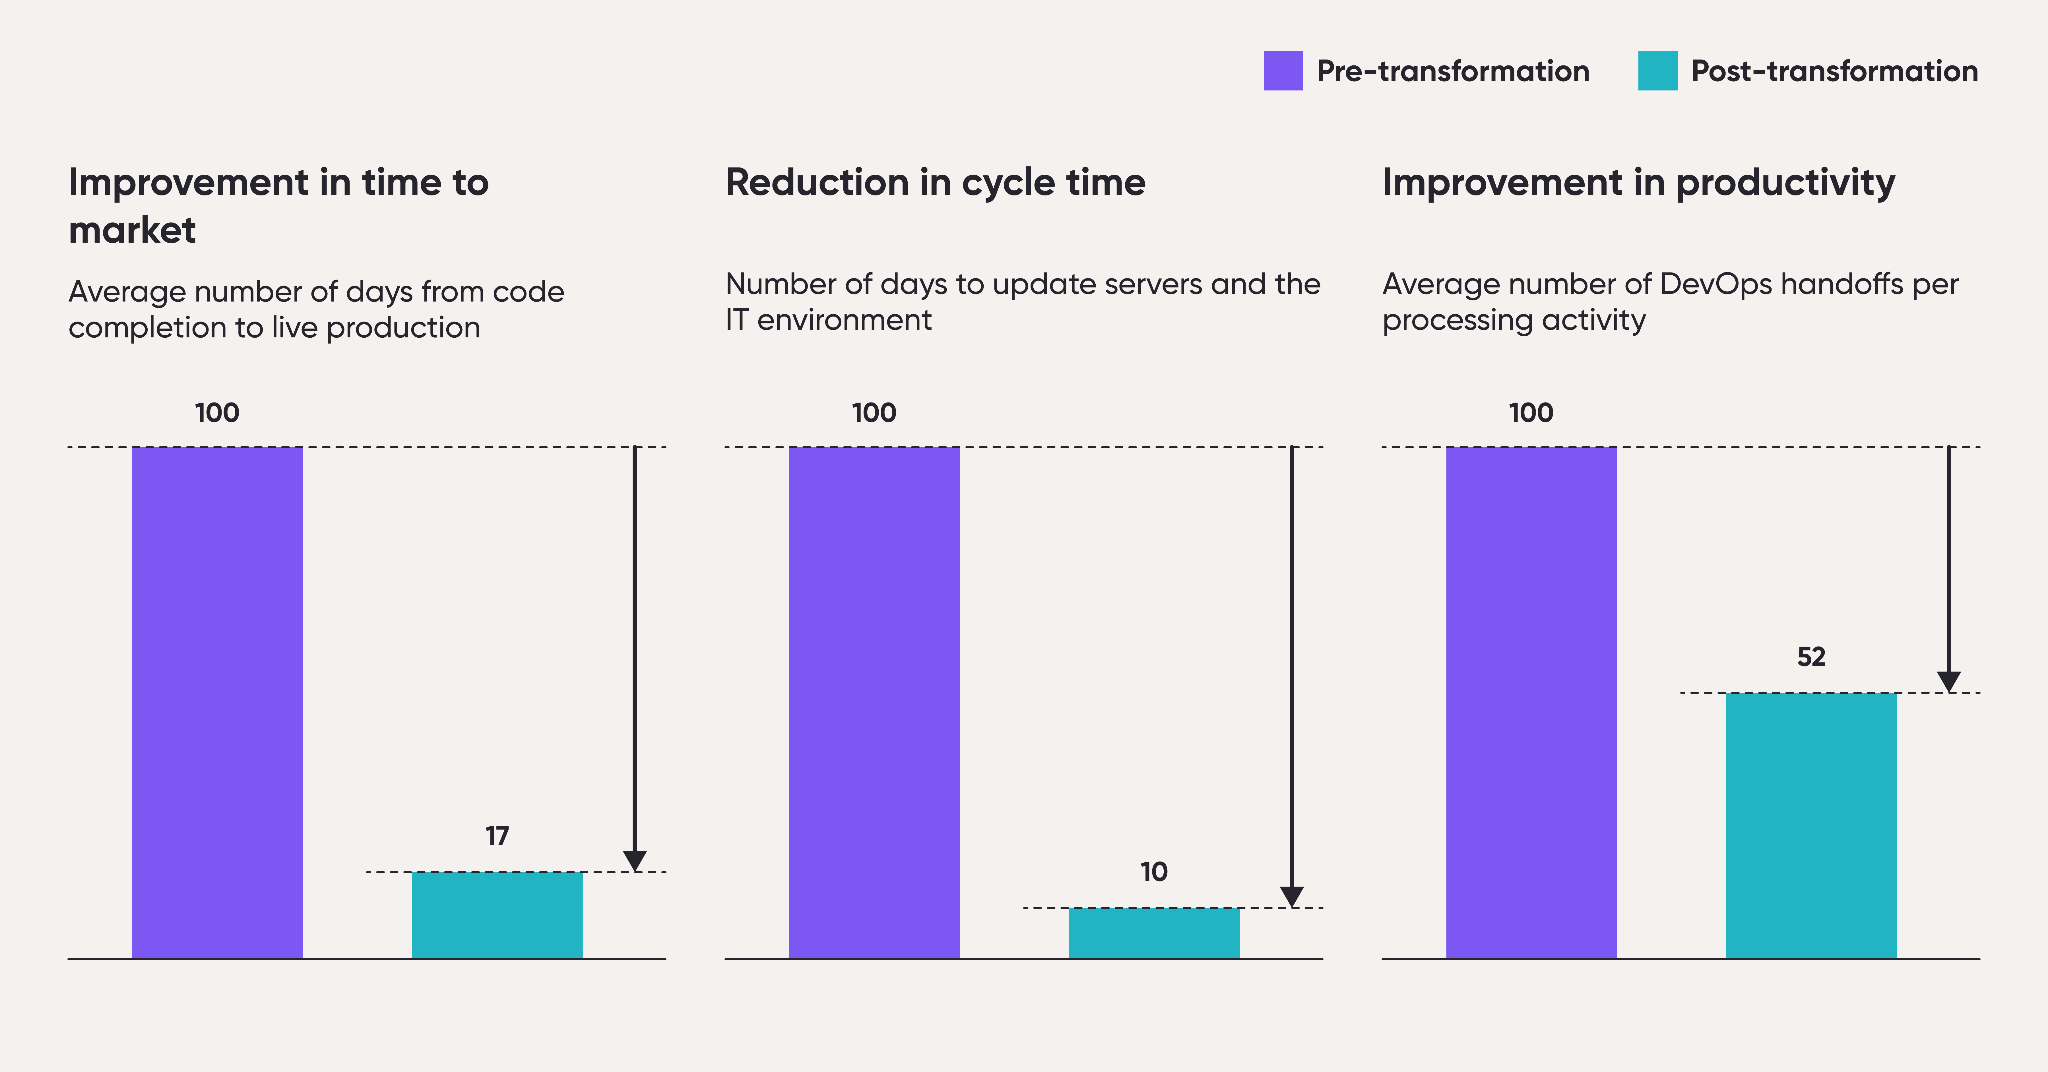 Pre-transformation
Post-transformation
Improvement in time to
market
Average number of days from code
completion to live production
100
17
Reduction in cycle time
Number of days to update servers and the
IT environment
100
10
Improvement in productivity
Average number of DevOps handoffs per
processing activity
100
52